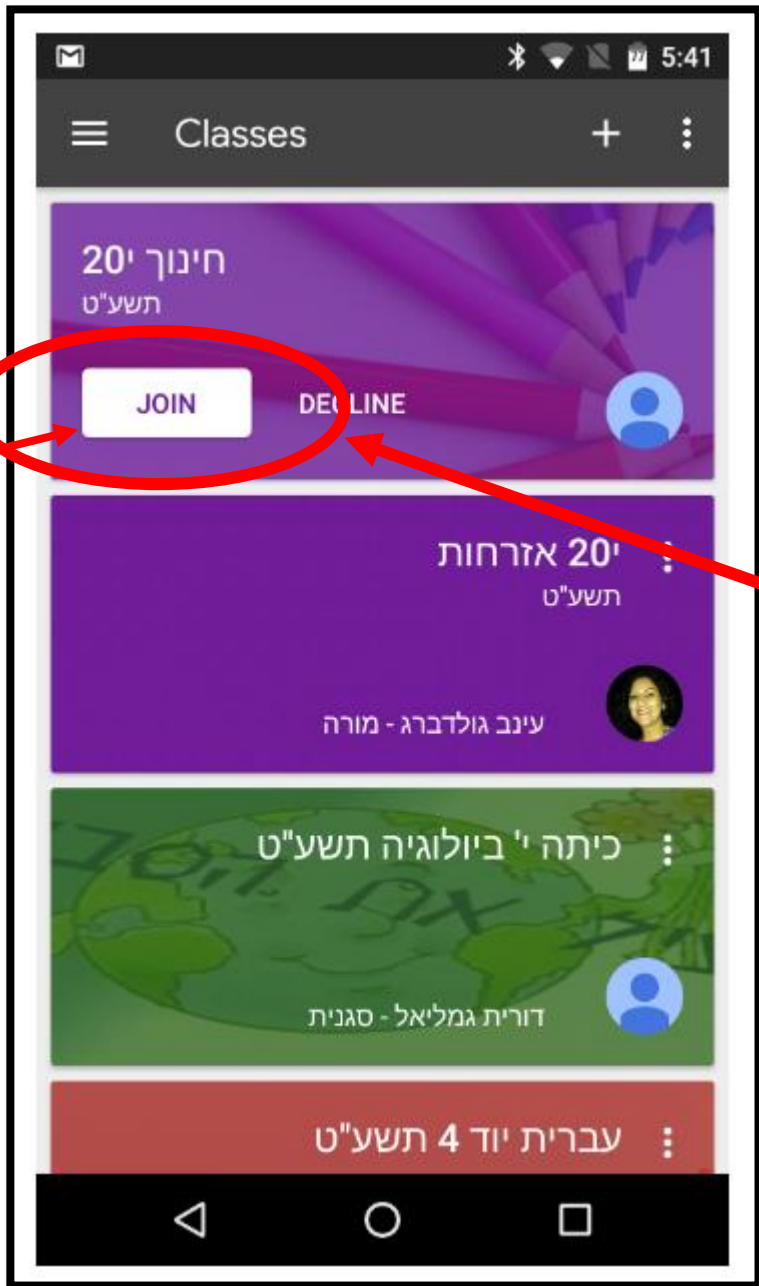 5:41
Classes
חינוך י20
תשע"ט
JOIN DECLINE
י20 אזרחות
תשע"ט
עינב גולדברג - מורה
כיתה י' ביולוגיה תשע"ט
דורית גמליאל - סגנית
עברית יוד 4 תשע"ט